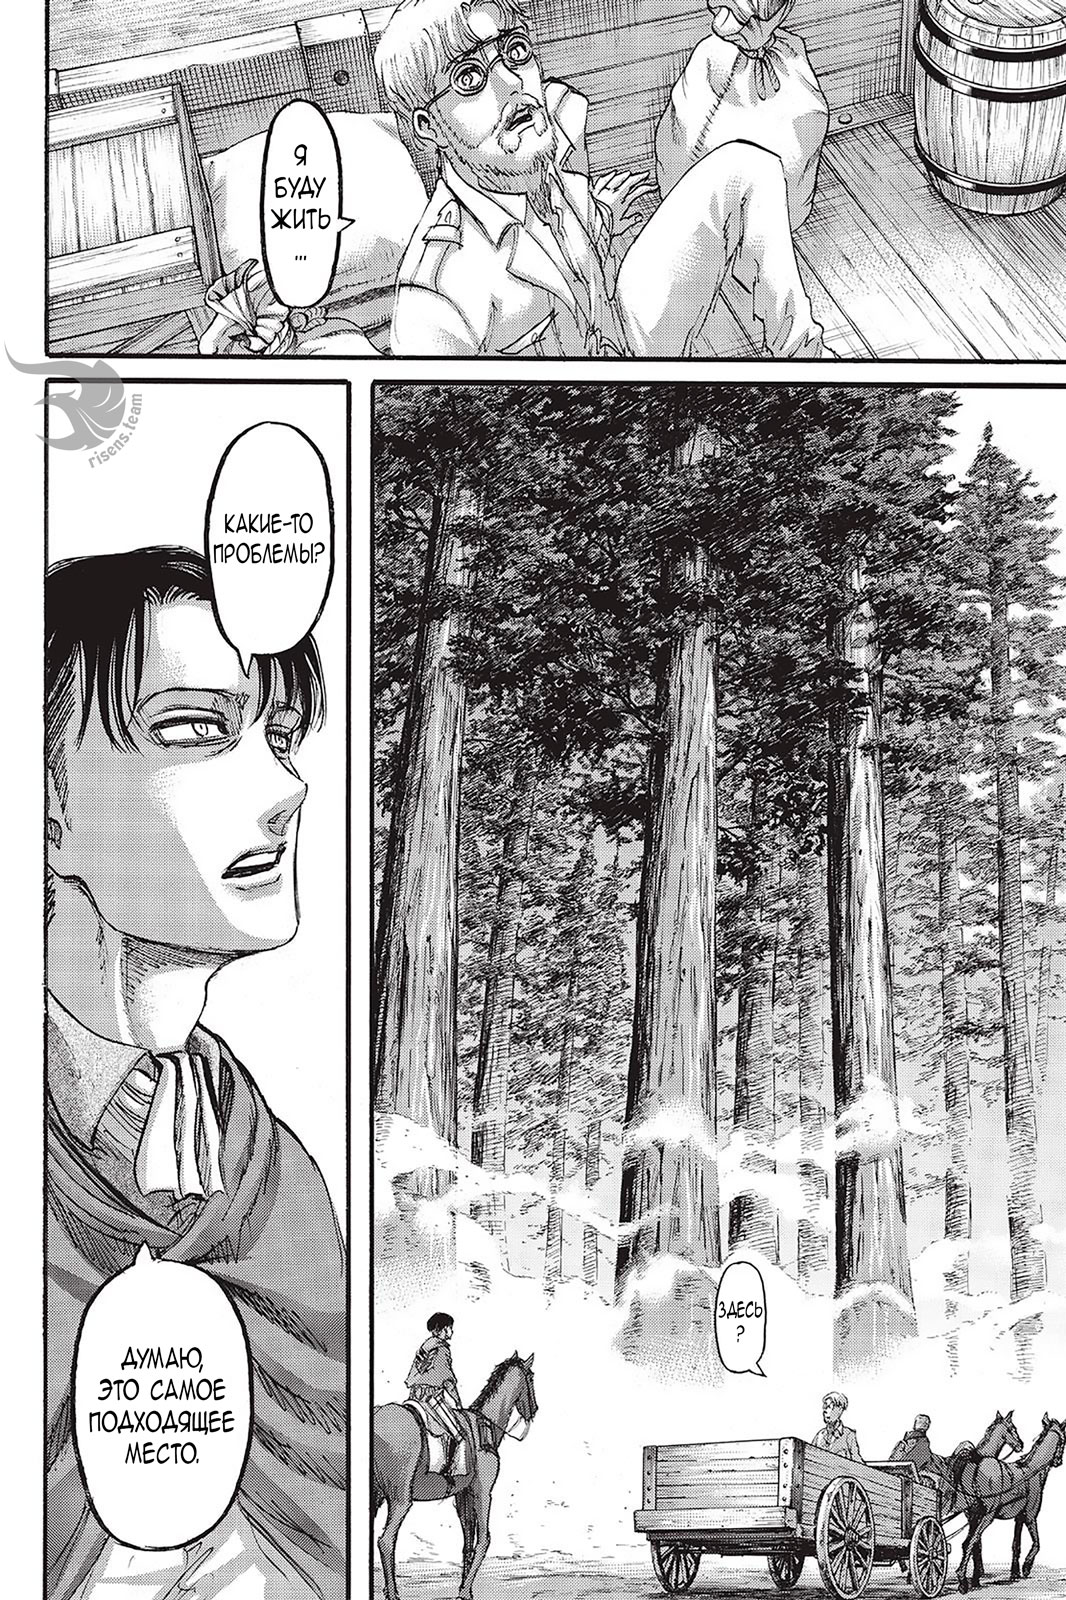 Я
БУДУ
ЖИТЬ
...
ЗДЕСЬ
?
КАКИЕ-ТО
ПРОБЛЕМЫ?
ДУМАЮ,
ЭТО САМОЕ
ПОДХОДЯЩЕЕ
МЕСТО.
risens.team